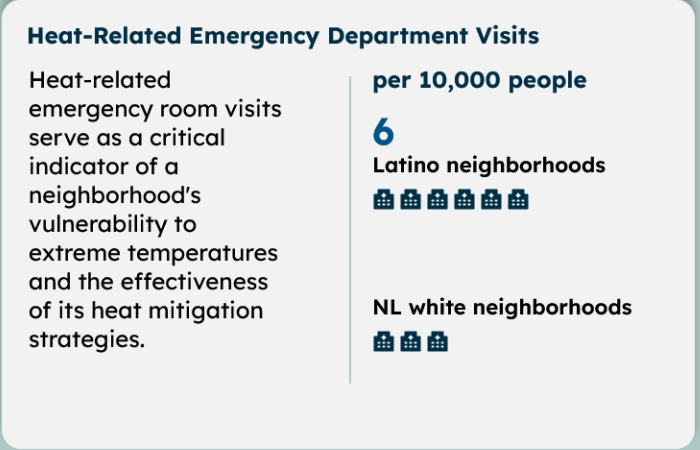 Heat-Related Emergency Department Visits
Heat-related
emergency room visits
serve as a critical
indicator of a
neighborhood's
vulnerability to
extreme temperatures
and the effectiveness
of its heat mitigation
strategies.
per 10,000 people
6
Latino neighborhoods
NL white neighborhoods